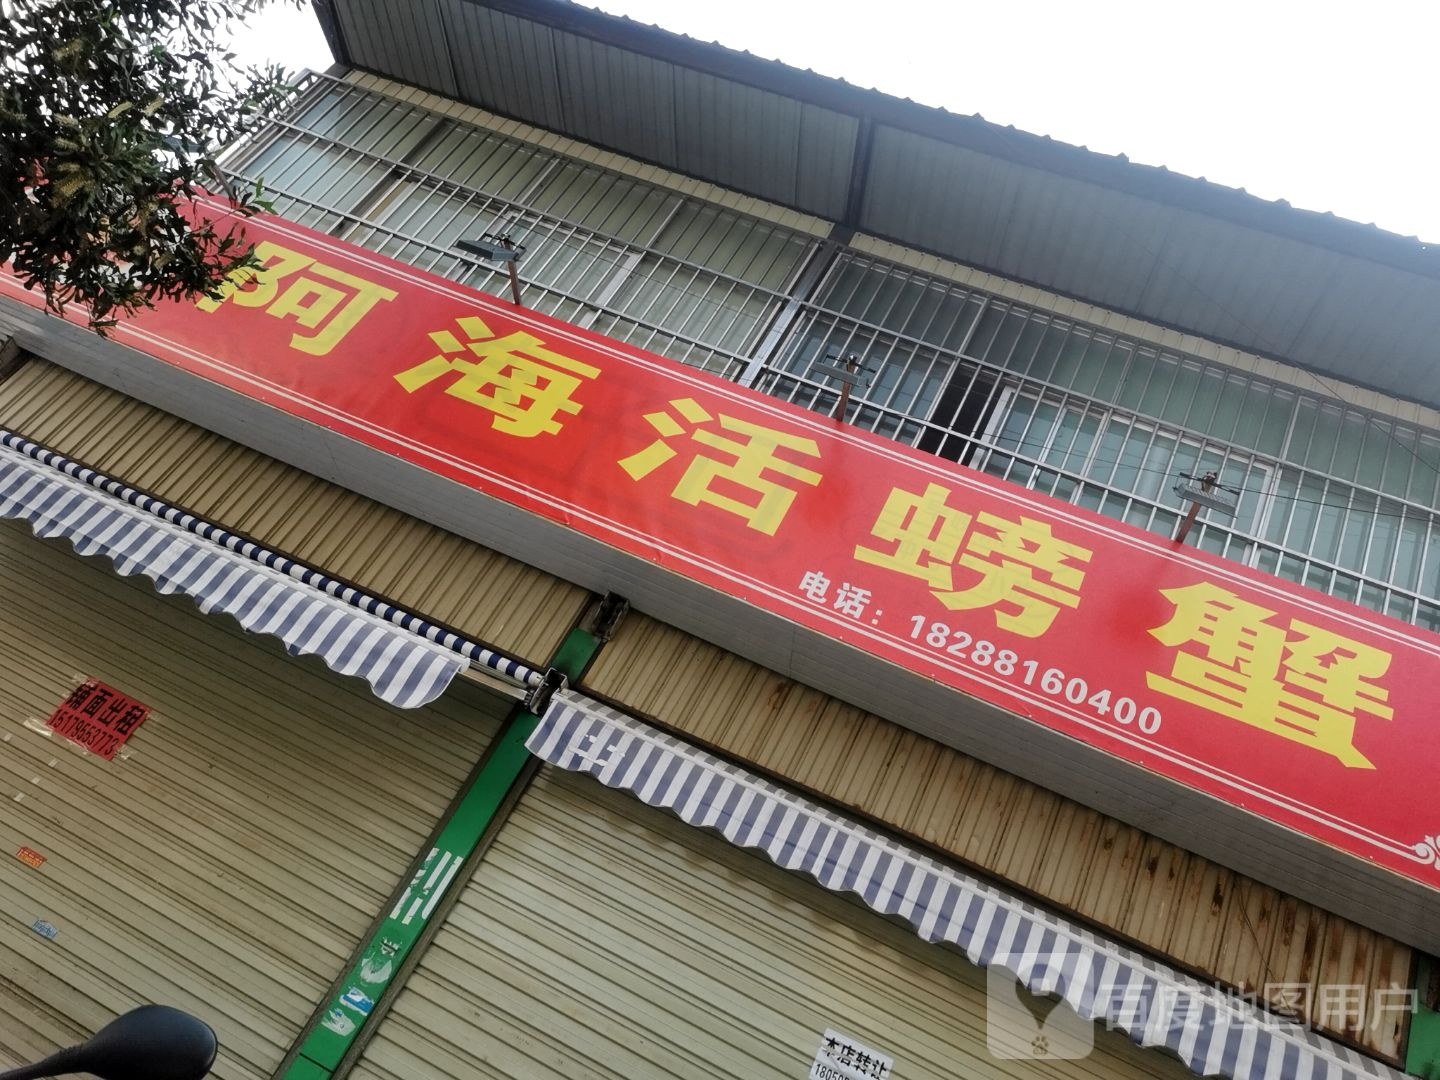 阿海活螃蟹
电话：18288160400
铺面出租
15179653773
本店转让
百度地图用户